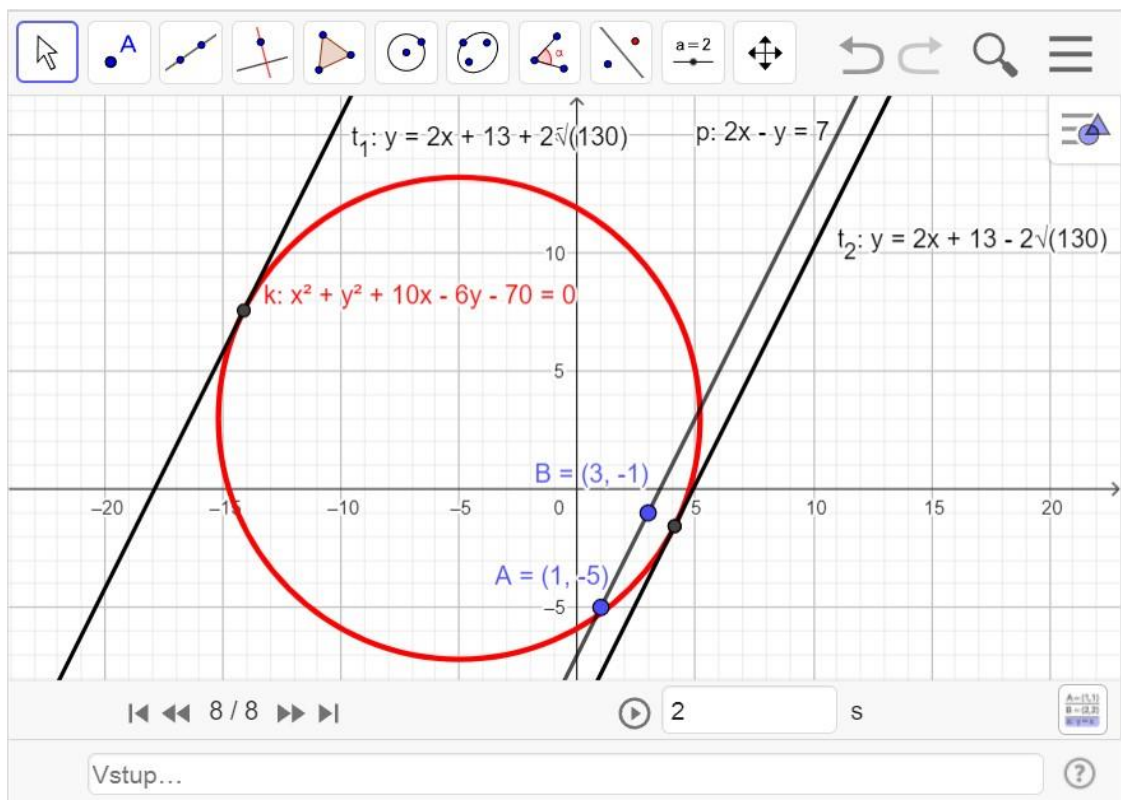 A
α
a=2
t₁: y = 2x + 13 + 2√(130)
p: 2x - y = 7
t₂: y = 2x + 13 - 2√(130)
10
k: x² + y² + 10x - 6y - 70 = 0
5
B = (3, -1)
–20 –15 –10 –5 0 5 10 15 20
A = (1, -5)
–5
8 / 8
2 s
Vstup…
?